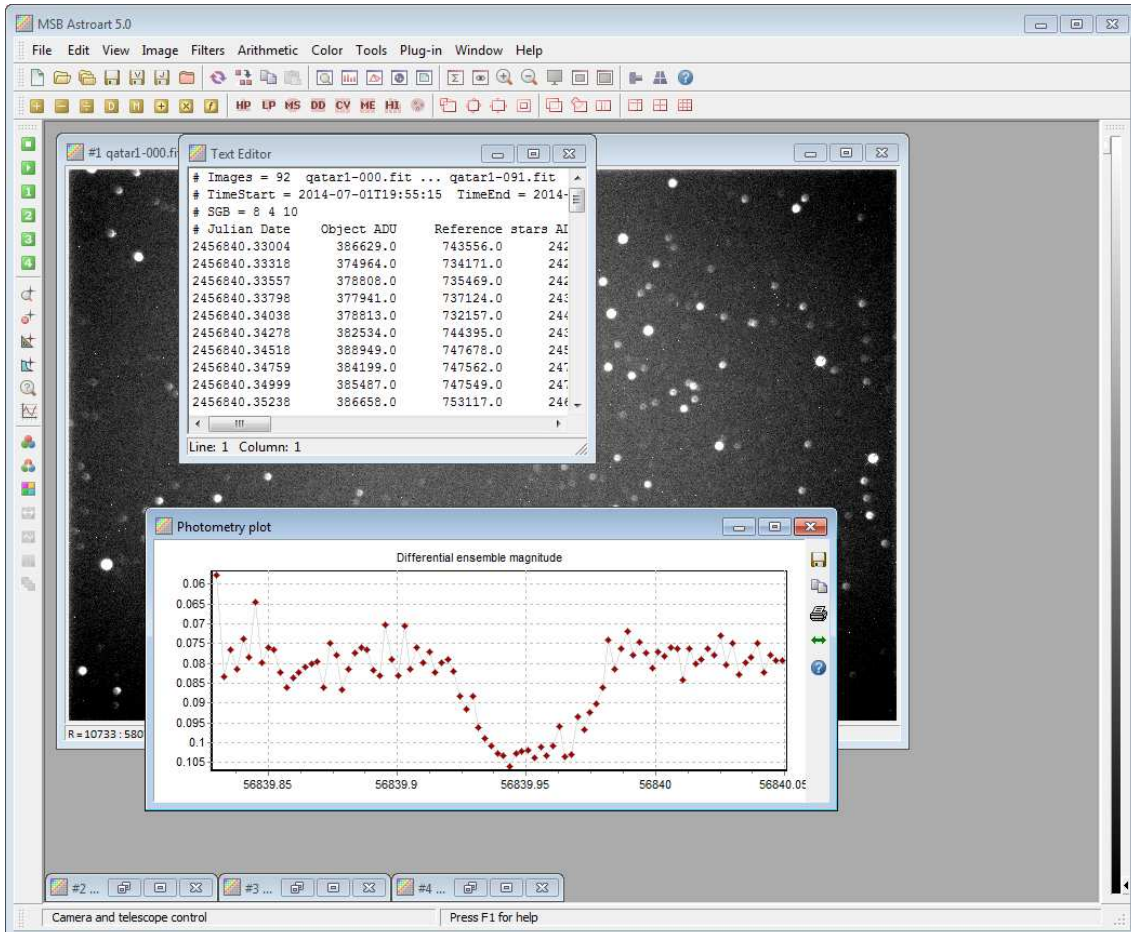 MSB Astroart 5.0
File Edit View Image Filters Arithmetic Color Tools Plug-in Window Help
HP LP MS DD CV ME HI
#1 qatar1-000.fi
Text Editor
# Images = 92 qatar1-000.fit ... qatar1-091.fit
# TimeStart = 2014-07-01T19:55:15 TimeEnd = 2014-
# SGB = 8 4 10
# Julian Date Object ADU Reference stars AD
2456840.33004 386629.0 743556.0 242
2456840.33318 374964.0 734171.0 242
2456840.33557 378808.0 735469.0 242
2456840.33798 377941.0 737124.0 243
2456840.34038 378813.0 732157.0 244
2456840.34278 382534.0 744395.0 243
2456840.34518 388949.0 747678.0 245
2456840.34759 384199.0 747562.0 247
2456840.34999 385487.0 747549.0 247
2456840.35238 386658.0 753117.0 246
Line: 1 Column: 1
Photometry plot
Differential ensemble magnitude
0.06
0.065
0.07
0.075
0.08
0.085
0.09
0.095
0.1
0.105
56839.85 56839.9 56839.95 56840 56840.05
R = 10733 : 580
#2 ... #3 ... #4 ...
Camera and telescope control Press F1 for help